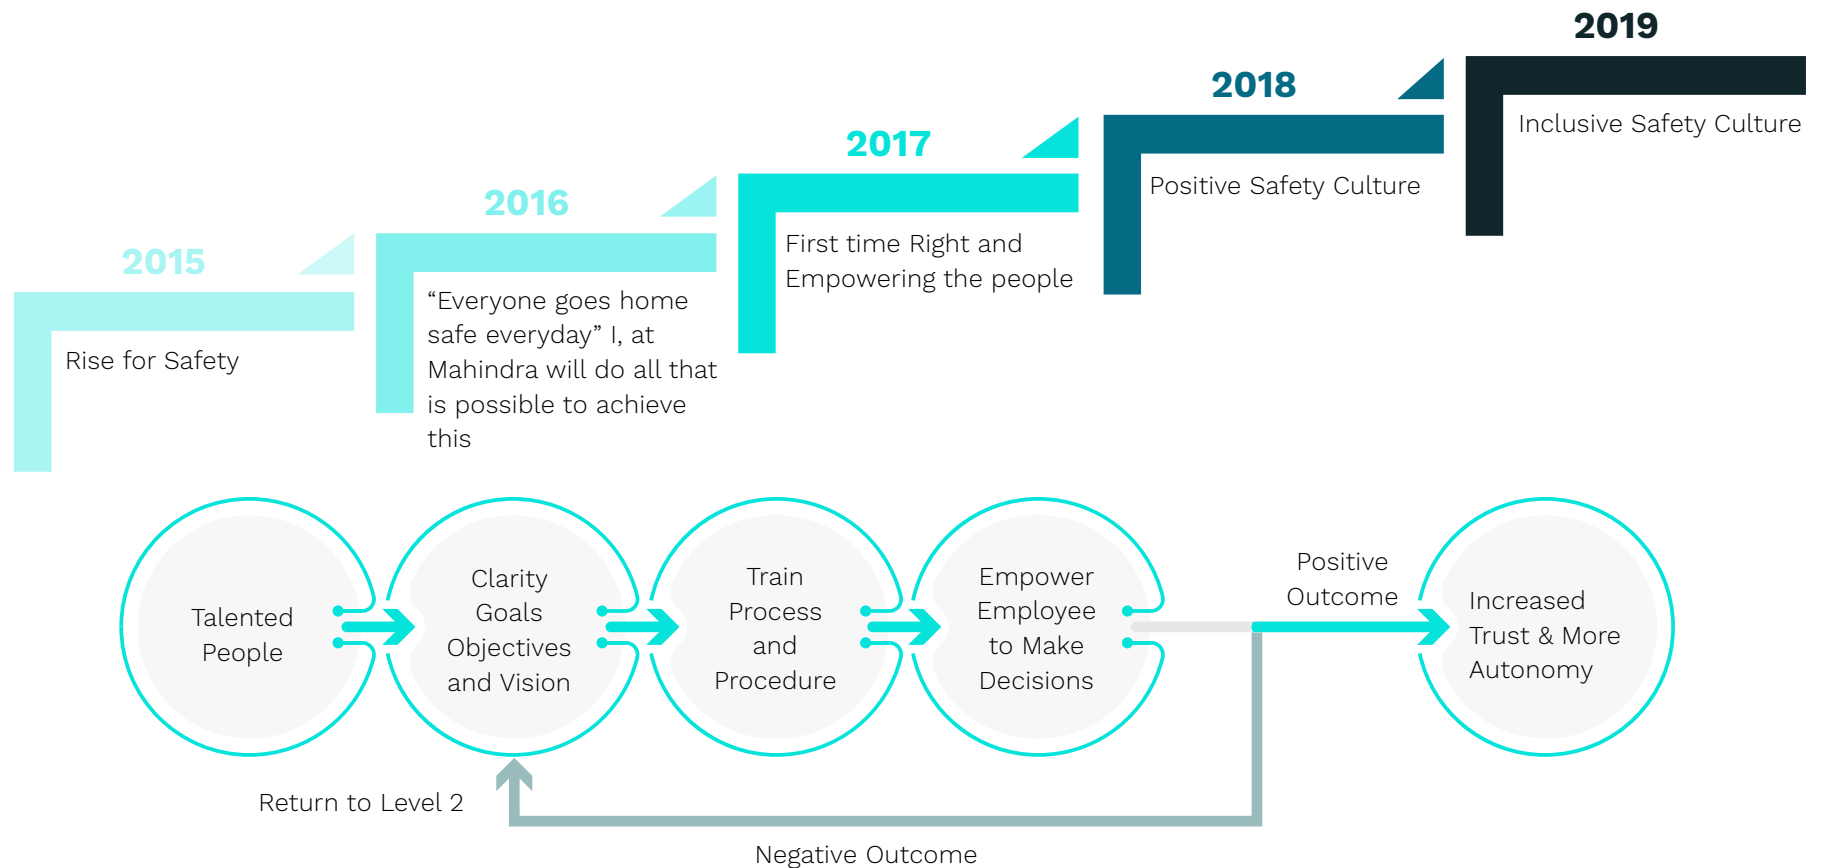 2015
Rise for Safety
2016
“Everyone goes home
safe everyday” I, at
Mahindra will do all that
is possible to achieve
this
2017
First time Right and
Empowering the people
2018
Positive Safety Culture
2019
Inclusive Safety Culture
Talented
People
Clarity
Goals
Objectives
and Vision
Train
Process
and
Procedure
Empower
Employee
to Make
Decisions
Positive
Outcome
Increased
Trust & More
Autonomy
Return to Level 2
Negative Outcome